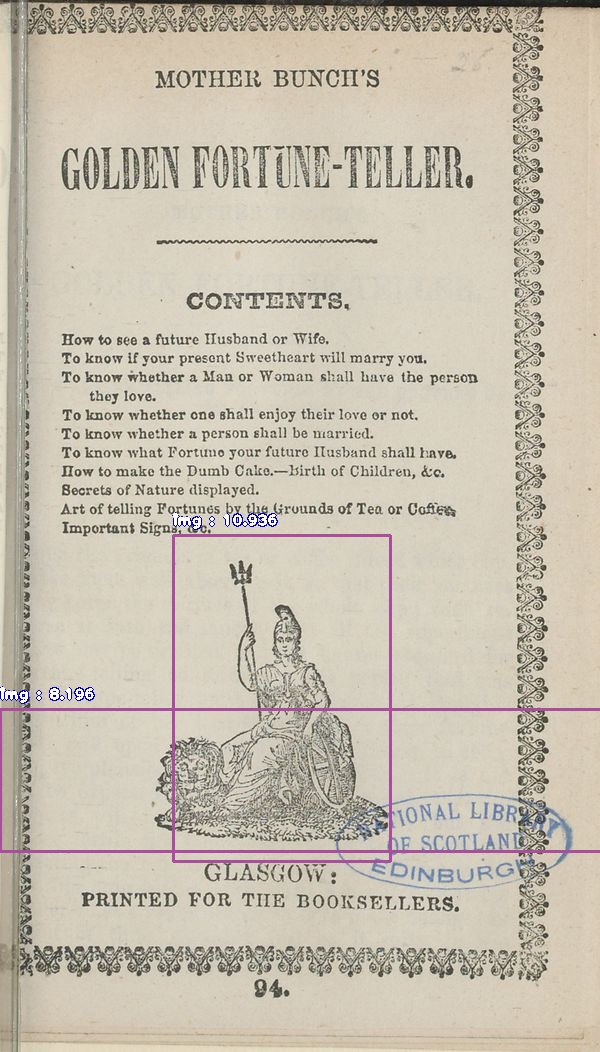 MOTHER BUNCH'S
GOLDEN FORTUNE-TELLER.
CONTENTS.
How to see a future Husband or Wife.
To know if your present Sweetheart will marry you.
To know whether a Man or Woman shall have the person
they love.
To know whether one shall enjoy their love or not.
To know whether a person shall be married.
To know what Fortune your future Husband shall have.
How to make the Dumb Cake.—Birth of Children, &c.
Secrets of Nature displayed.
Art of telling Fortunes by the Grounds of Tea or Coffee.
img : 10.936
Important Signs, &c.
img : 8.196
NATIONAL LIBRARY
OF SCOTLAND
EDINBURGH
GLASGOW:
PRINTED FOR THE BOOKSELLERS.
94.